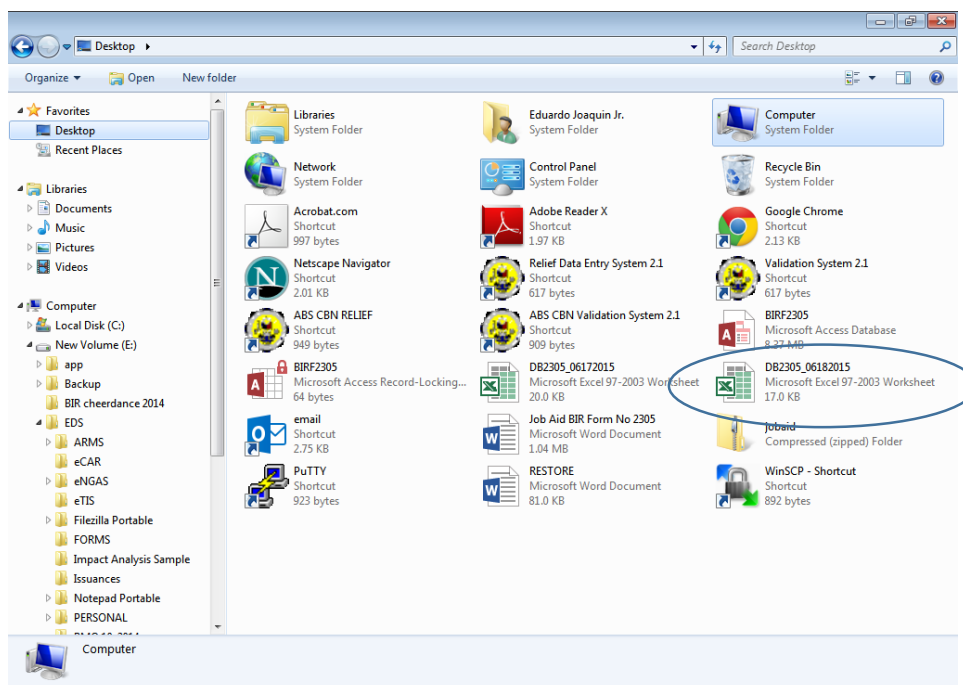 Desktop
Search Desktop
Organize
Open
New folder
Favorites
Desktop
Recent Places
Libraries
Documents
Music
Pictures
Videos
Computer
Local Disk (C:)
New Volume (E:)
app
Backup
BIR cheerdance 2014
EDS
ARMS
eCAR
eNGAS
eTIS
Filezilla Portable
FORMS
Impact Analysis Sample
Issuances
Notepad Portable
PERSONAL
Libraries
System Folder
Eduardo Joaquin Jr.
System Folder
Computer
System Folder
Network
System Folder
Control Panel
System Folder
Recycle Bin
System Folder
Acrobat.com
Shortcut
997 bytes
Adobe Reader X
Shortcut
1.97 KB
Google Chrome
Shortcut
2.13 KB
Netscape Navigator
Shortcut
2.01 KB
Relief Data Entry System 2.1
Shortcut
617 bytes
Validation System 2.1
Shortcut
617 bytes
ABS CBN RELIEF
Shortcut
949 bytes
ABS CBN Validation System 2.1
Shortcut
909 bytes
BIRF2305
Microsoft Access Database
8.37 MB
BIRF2305
Microsoft Access Record-Locking...
64 bytes
DB2305_06172015
Microsoft Excel 97-2003 Worksheet
20.0 KB
DB2305_06182015
Microsoft Excel 97-2003 Worksheet
17.0 KB
email
Shortcut
2.75 KB
Job Aid BIR Form No 2305
Microsoft Word Document
1.04 MB
Jobaid
Compressed (zipped) Folder
PuTTY
Shortcut
923 bytes
RESTORE
Microsoft Word Document
81.0 KB
WinSCP - Shortcut
Shortcut
892 bytes
Computer